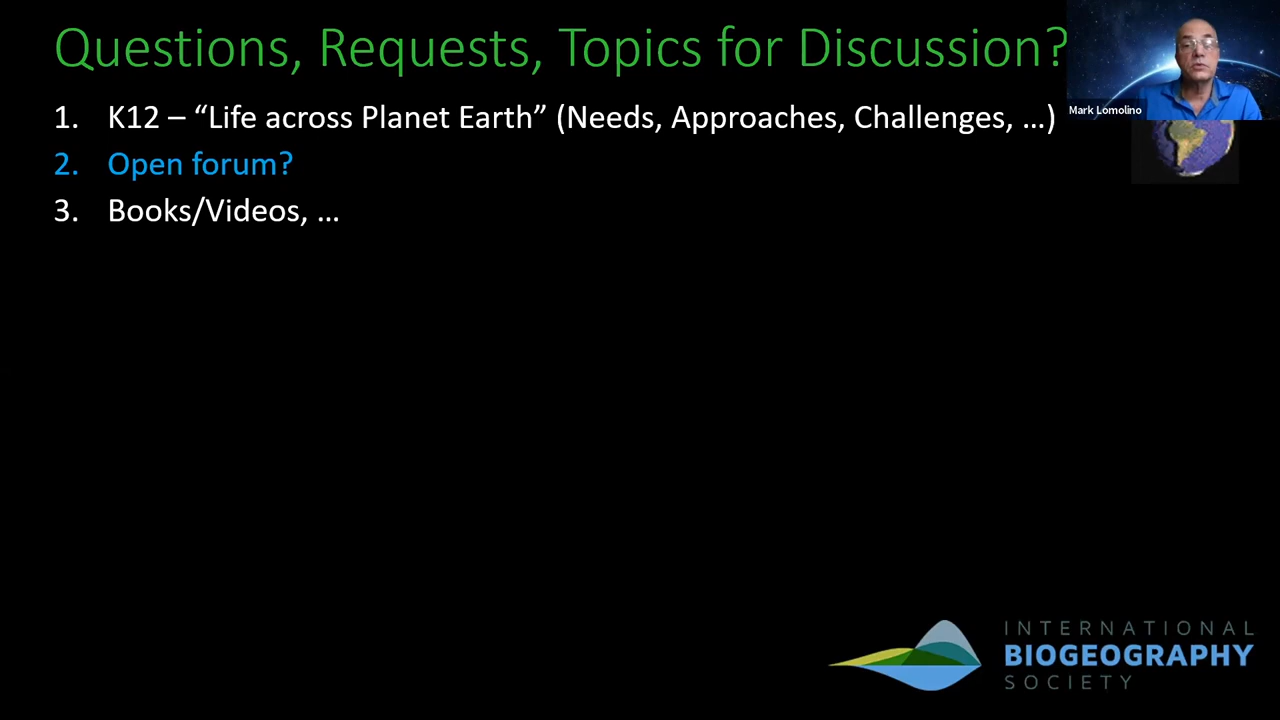 Questions, Requests, Topics for Discussion?
Mark Lomolino
1. K12 – “Life across Planet Earth” (Needs, Approaches, Challenges, …)
2. Open forum?
3. Books/Videos, …
INTERNATIONAL
BIOGEOGRAPHY
SOCIETY